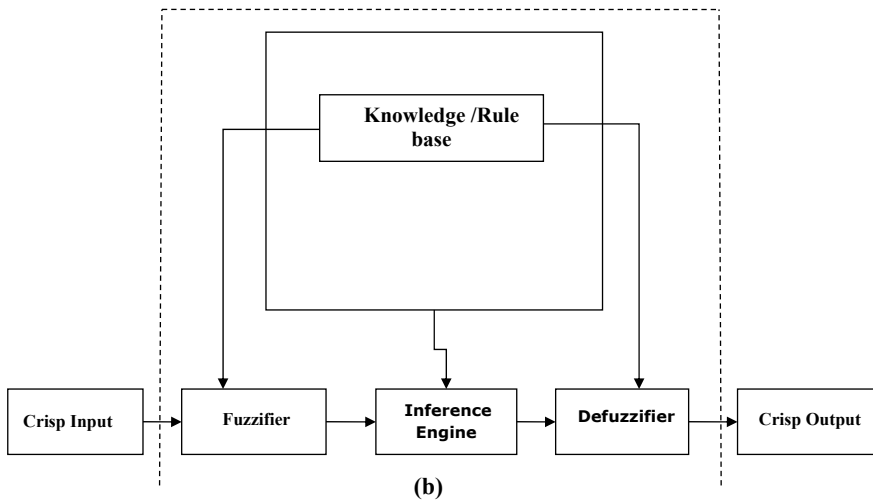 Knowledge /Rule
base
Crisp Input
Fuzzifier
Inference
Engine
Defuzzifier
Crisp Output
(b)